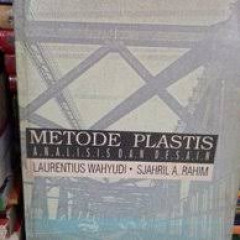 METODE PLASTIS
ANALISIS DAN DESAIN
LAURENTIUS WAHYUDI · SJAHRIL A. RAHIM